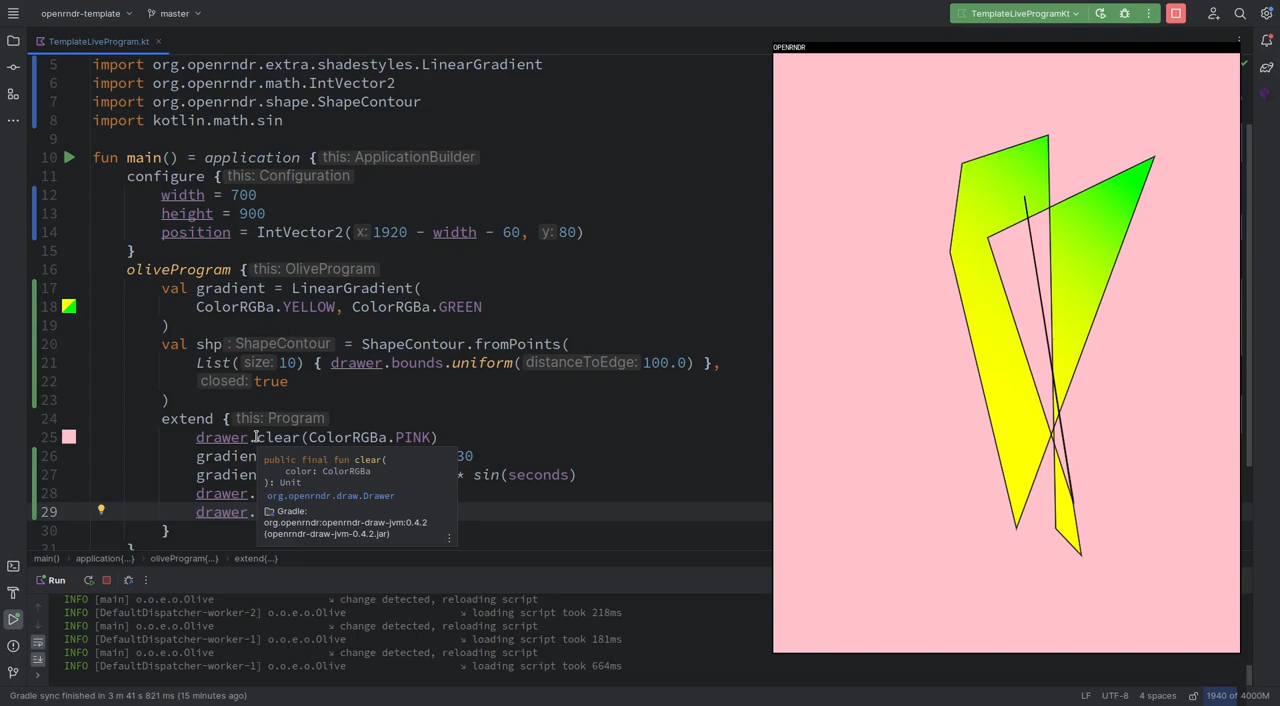 openrndr-template
master
TemplateLiveProgramKt
TemplateLiveProgram.kt
OPENRNDR
5 import org.openrndr.extra.shapestyles.LinearGradient
6 import org.openrndr.math.IntVector2
7 import org.openrndr.shape.ShapeContour
8 import kotlin.math.sin
9
10 fun main() = application { this: ApplicationBuilder
11 configure { this: Configuration
12 width = 700
13 height = 900
14 position = IntVector2( x: 1920 - width - 60, y: 80)
15 }
16 oliveProgram { this: OliveProgram
17 val gradient = LinearGradient(
18 ColorRGBa.YELLOW, ColorRGBa.GREEN
19 )
20 val shp : ShapeContour = ShapeContour.fromPoints(
21 List( size: 10) { drawer.bounds.uniform( distanceToEdge: 100.0) },
22 closed: true
23 )
24 extend { this: Program
25 drawer.clear(ColorRGBa.PINK)
26 gradien 30
27 gradien * sin(seconds)
28 drawer.
29 drawer.
30 }
31 }
public final fun clear(
color: ColorRGBa
): Unit
org.openrndr.draw.Drawer
Gradle:
org.openrndr:openrndr-draw-jvm:0.4.2
(openrndr-draw-jvm-0.4.2.jar)
main() application{...} oliveProgram{...} extend{...}
Run
INFO [main] o.o.e.o.Olive ↘ change detected, reloading script
INFO [DefaultDispatcher-worker-2] o.o.e.o.Olive ↘ loading script took 218ms
INFO [main] o.o.e.o.Olive ↘ change detected, reloading script
INFO [DefaultDispatcher-worker-1] o.o.e.o.Olive ↘ loading script took 181ms
INFO [main] o.o.e.o.Olive ↘ change detected, reloading script
INFO [DefaultDispatcher-worker-1] o.o.e.o.Olive ↘ loading script took 664ms
Gradle sync finished in 3 m 41 s 821 ms (15 minutes ago)
LF UTF-8 4 spaces 1940 of 4000M